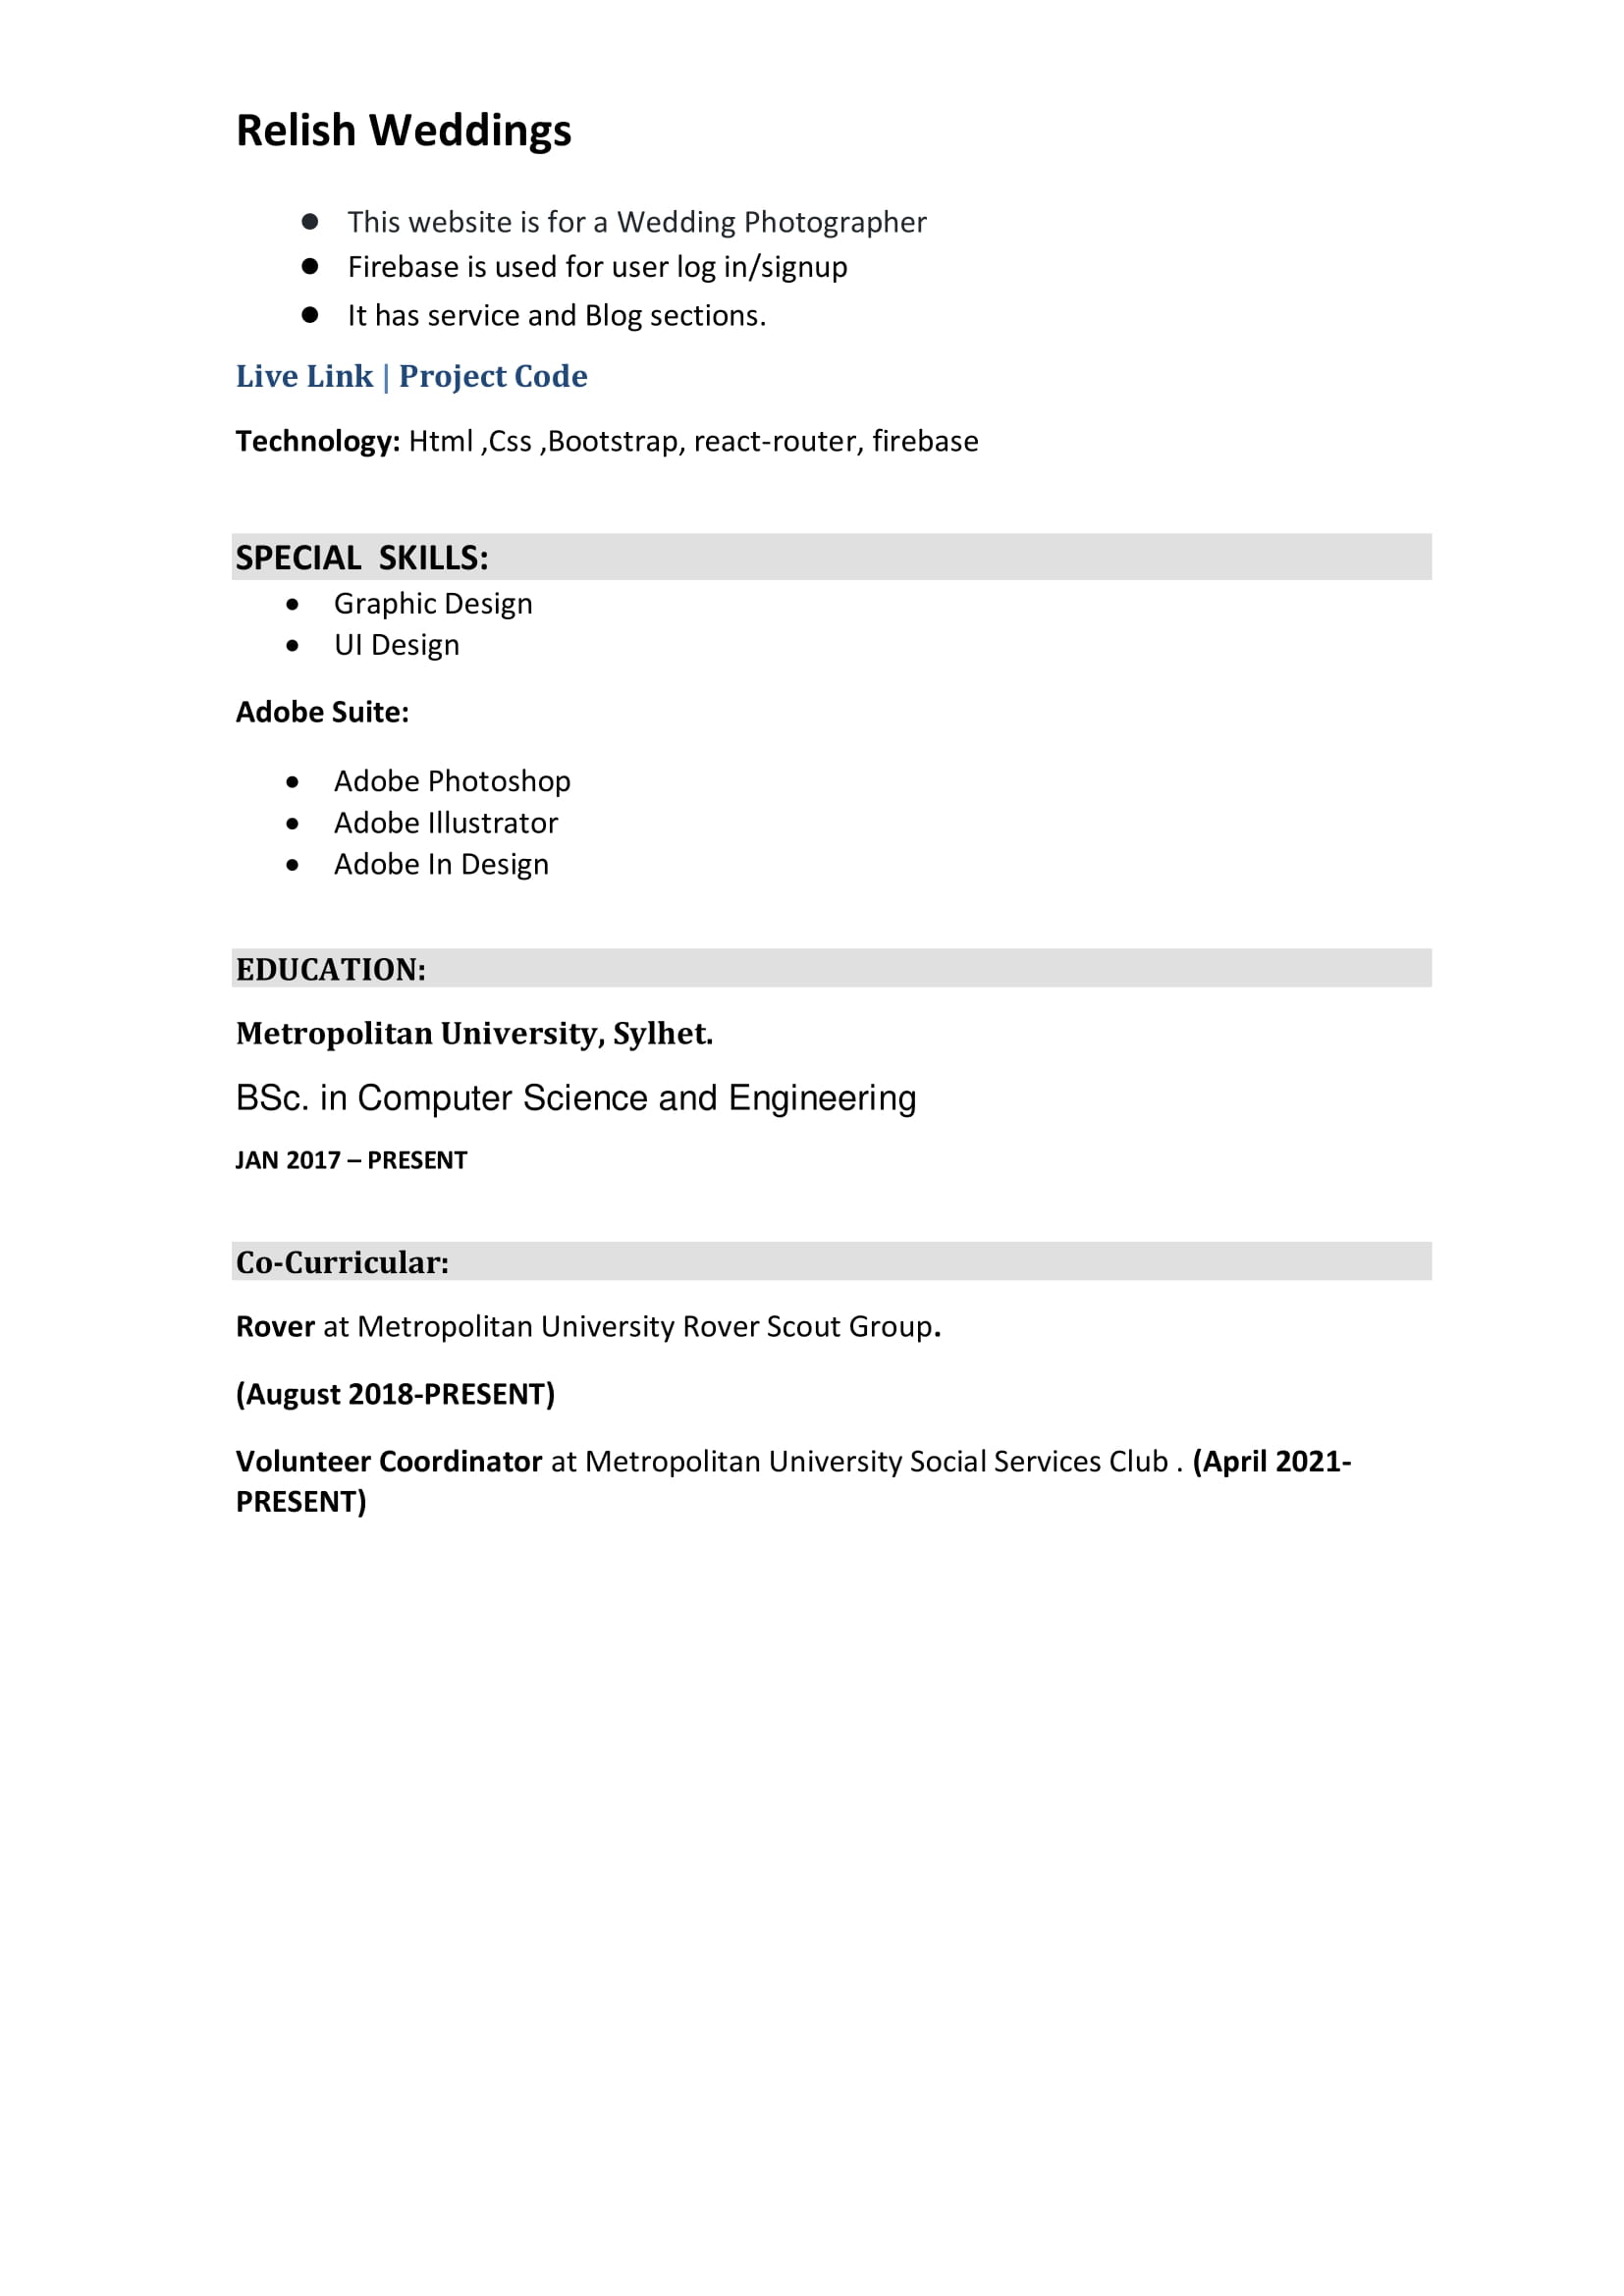 Relish Weddings
● This website is for a Wedding Photographer
● Firebase is used for user log in/signup
● It has service and Blog sections.
Live Link | Project Code
Technology: Html ,Css ,Bootstrap, react-router, firebase
SPECIAL  SKILLS:
• Graphic Design
• UI Design
Adobe Suite:
• Adobe Photoshop
• Adobe Illustrator
• Adobe In Design
EDUCATION:
Metropolitan University, Sylhet.
BSc. in Computer Science and Engineering
JAN 2017 – PRESENT
Co-Curricular:
Rover at Metropolitan University Rover Scout Group.
(August 2018-PRESENT)
Volunteer Coordinator at Metropolitan University Social Services Club . (April 2021-
PRESENT)